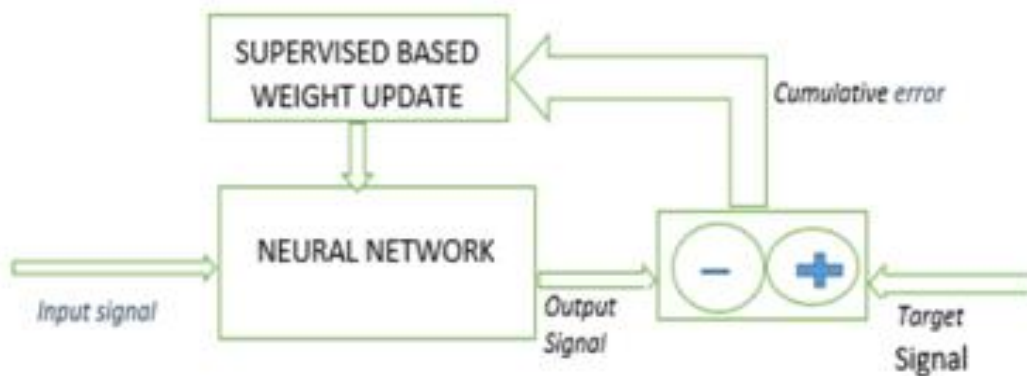 SUPERVISED BASED
WEIGHT UPDATE
Cumulative error
NEURAL NETWORK
Input signal
Output
Signal
Target
Signal